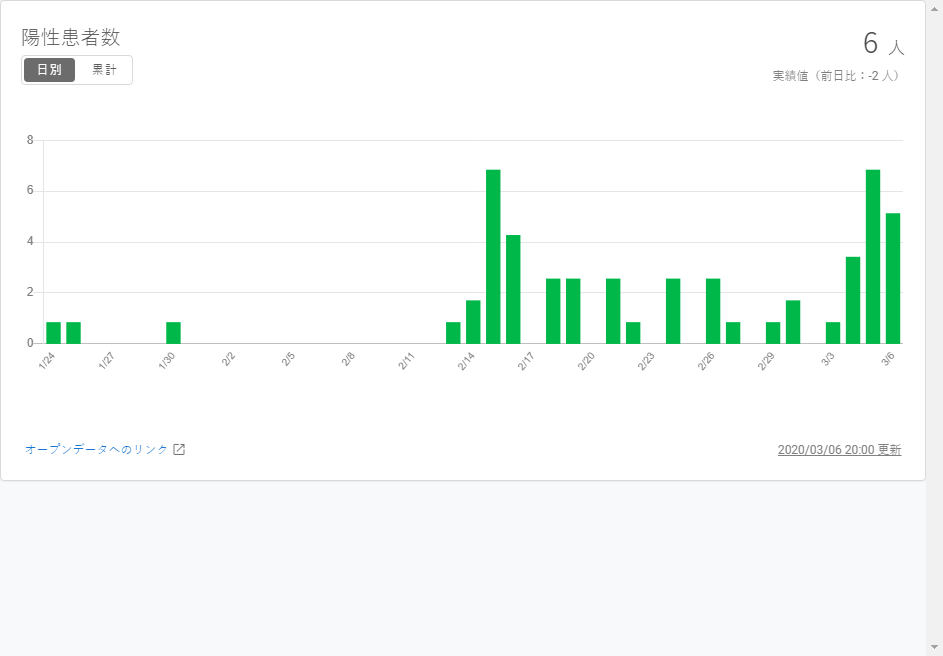 陽性患者数
6 人
日別 累計
実績値（前日比：-2 人）
8
6
4
2
0
1/24 1/27 1/30 2/2 2/5 2/8 2/11 2/14 2/17 2/20 2/23 2/26 2/29 3/3 3/6
オープンデータへのリンク
2020/03/06 20:00 更新